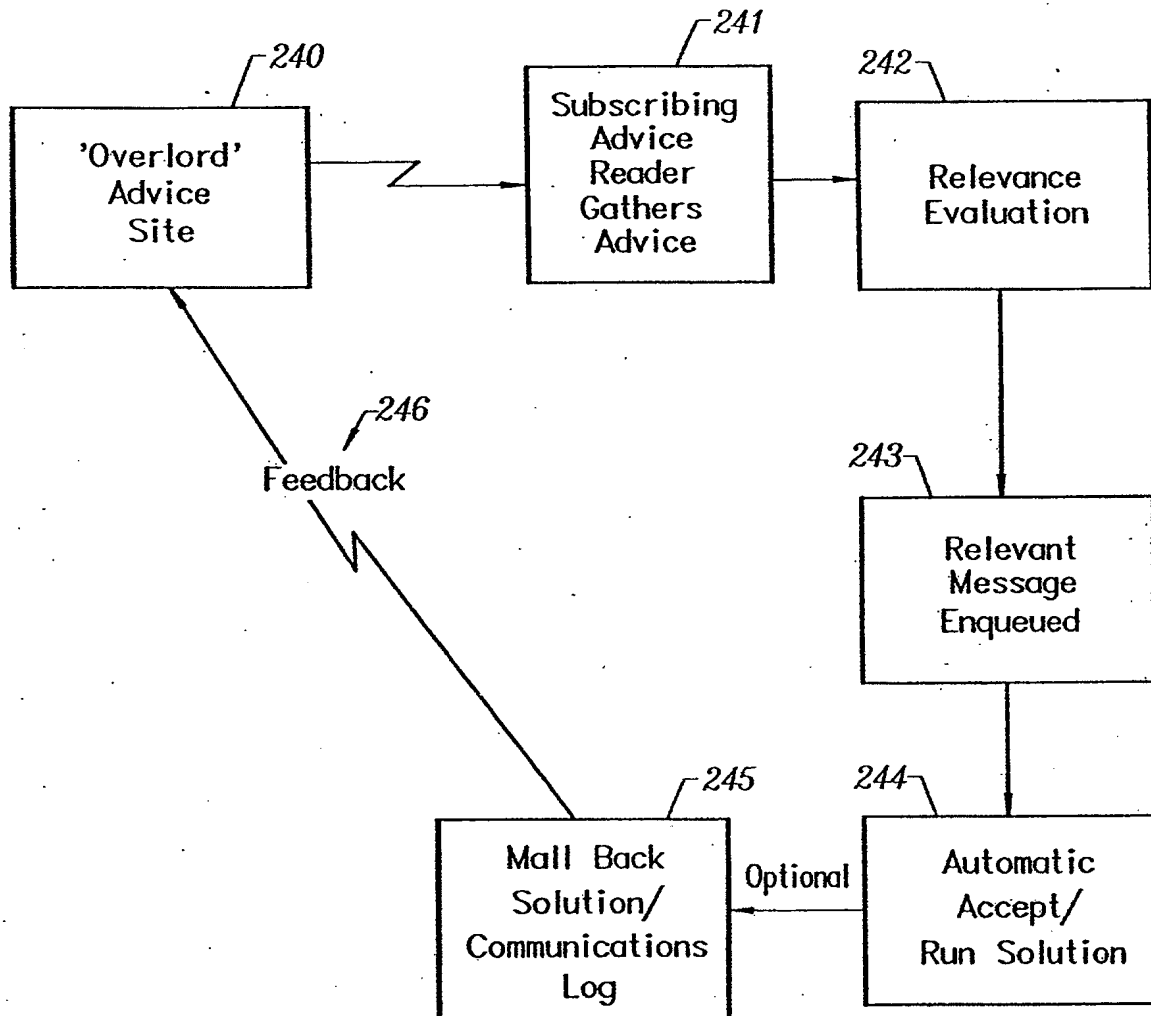 240
'Overlord'
Advice
Site
241
Subscribing
Advice
Reader
Gathers
Advice
242
Relevance
Evaluation
243
Relevant
Message
Enqueued
244
Automatic
Accept/
Run Solution
Optional
245
Mail Back
Solution/
Communications
Log
246
Feedback